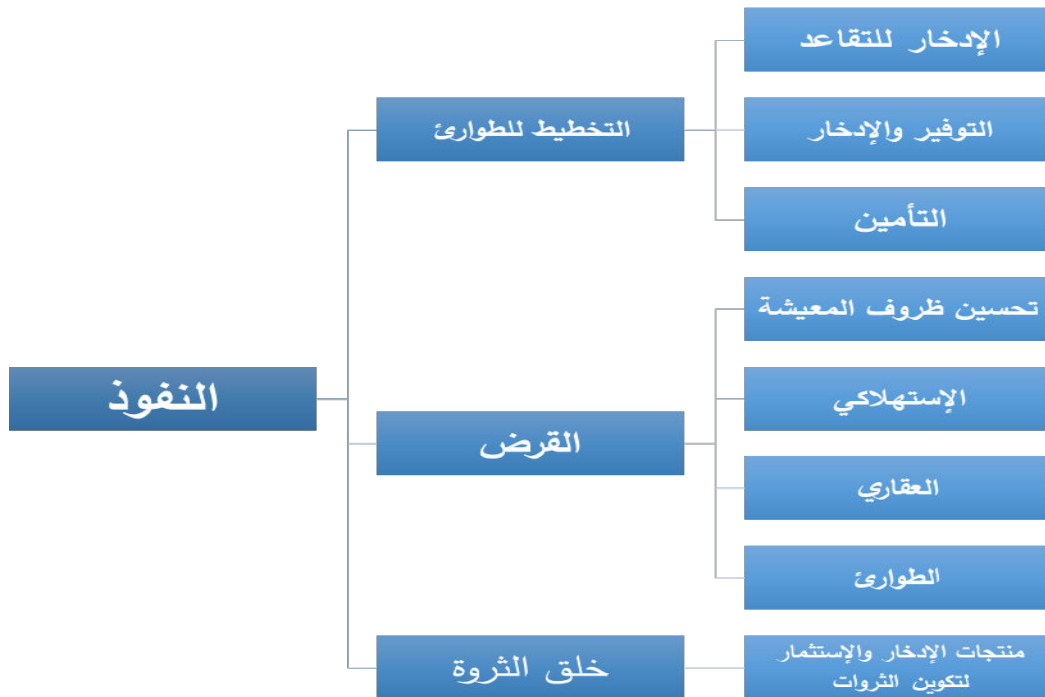 النفوذ
التخطيط للطوارئ
الإدخار للتقاعد
التوفير والإدخار
التأمين
القرض
تحسين ظروف المعيشة
الإستهلاكي
العقاري
الطوارئ
خلق الثروة
منتجات الإدخار والإستثمار
لتكوين الثروات